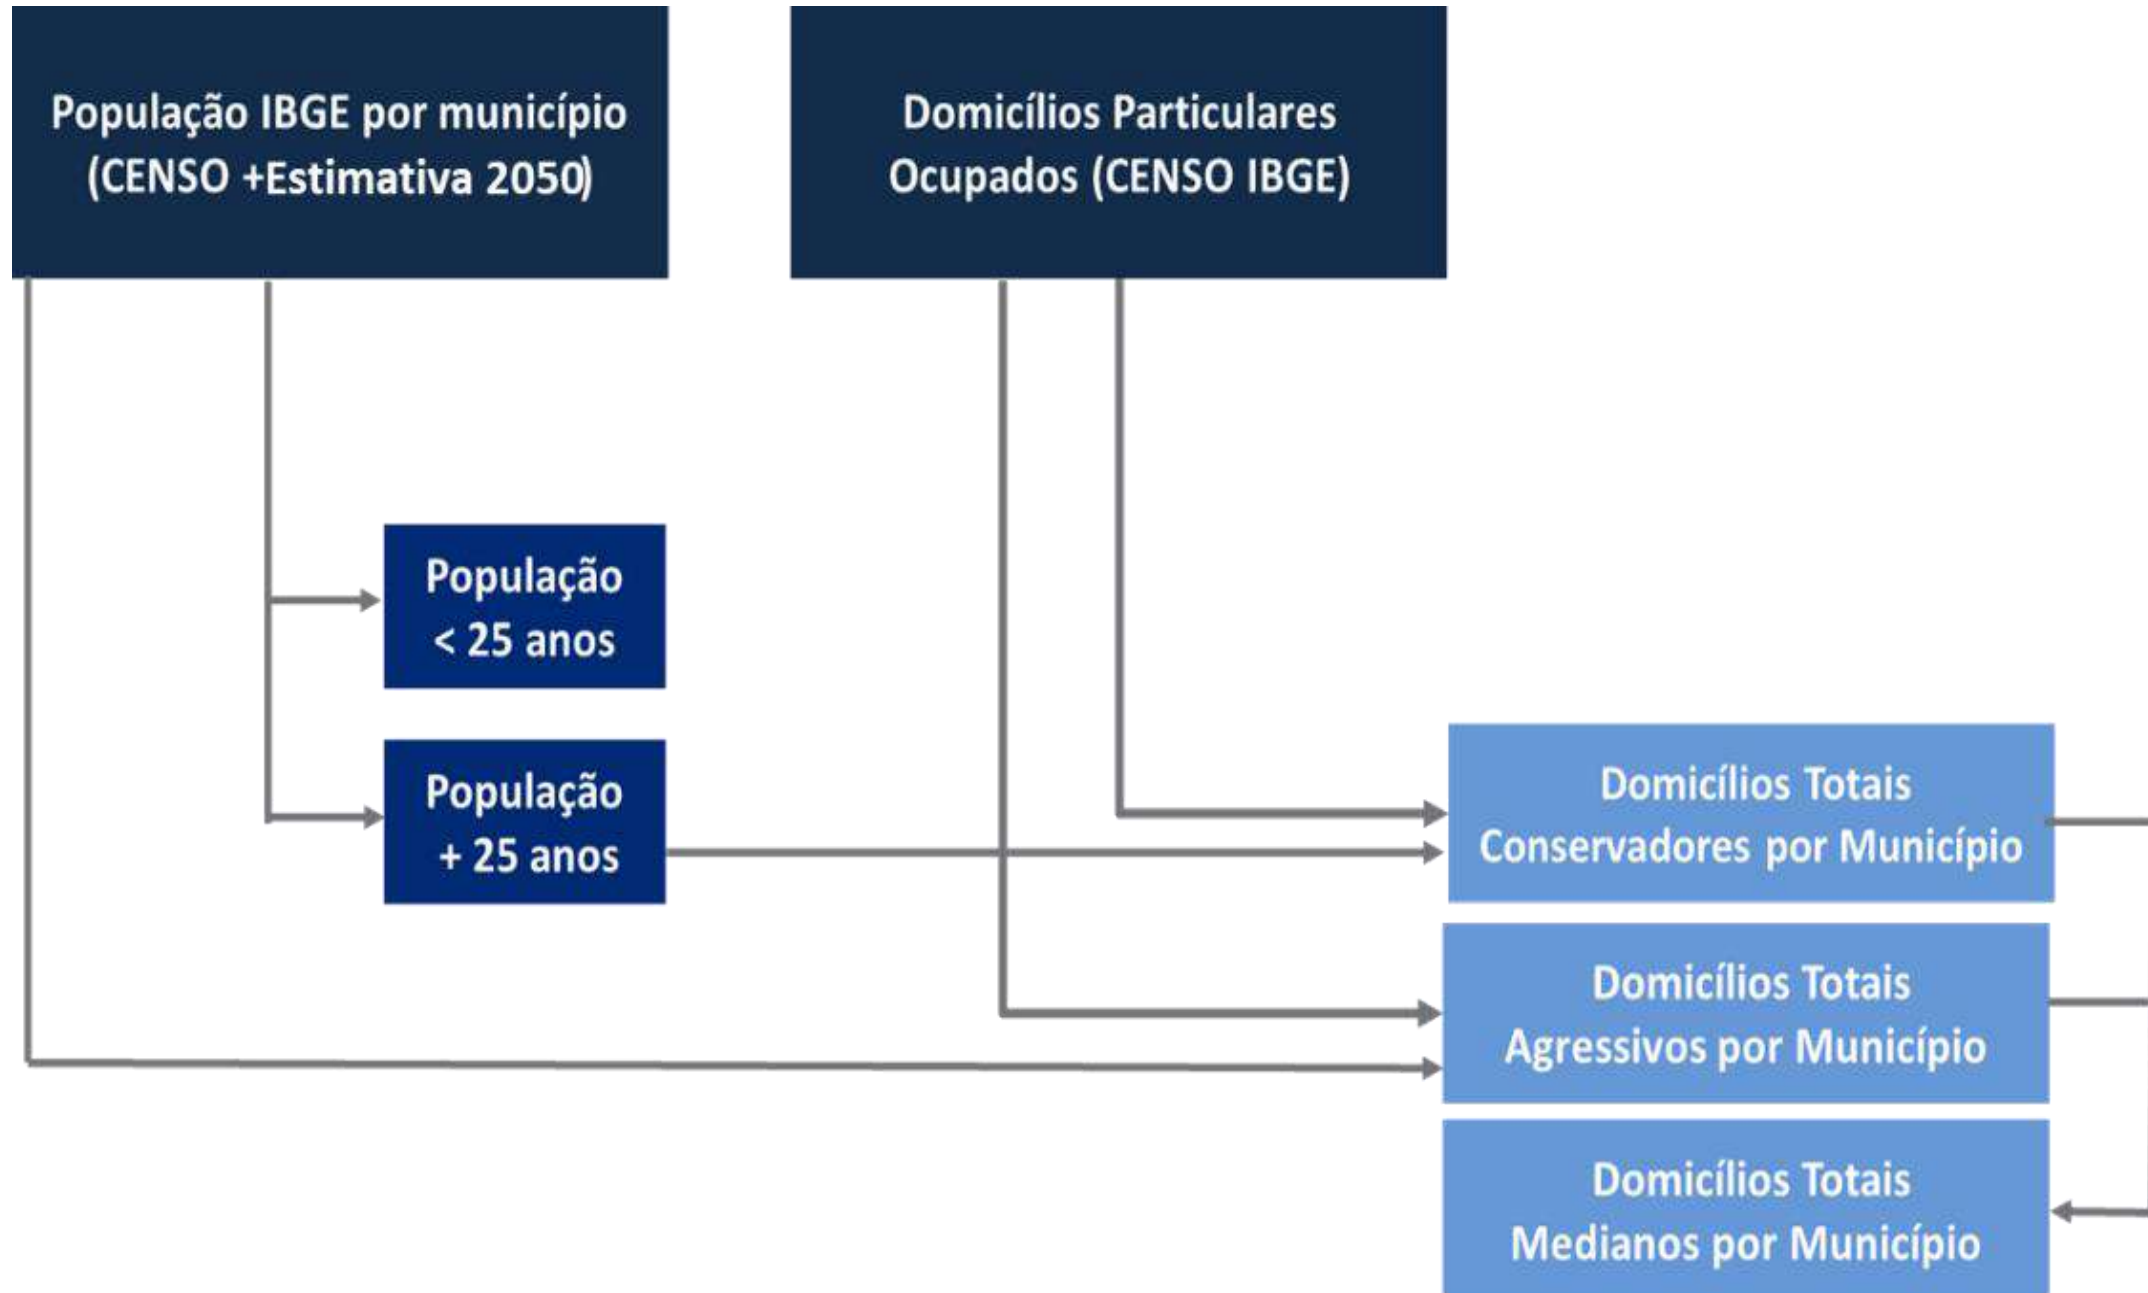 População IBGE por município
(CENSO +Estimativa 2050)
Domicílios Particulares
Ocupados (CENSO IBGE)
População
< 25 anos
População
+ 25 anos
Domicílios Totais
Conservadores por Município
Domicílios Totais
Agressivos por Município
Domicílios Totais
Medianos por Município